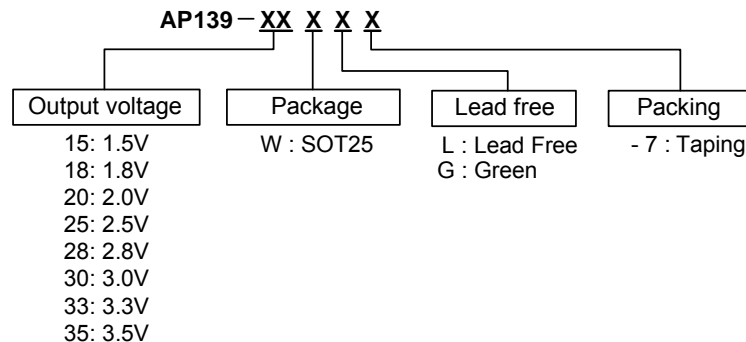 AP139 – XX X X X
Output voltage
Package
Lead free
Packing
15: 1.5V
18: 1.8V
20: 2.0V
25: 2.5V
28: 2.8V
30: 3.0V
33: 3.3V
35: 3.5V
W : SOT25
L : Lead Free
G : Green
- 7 : Taping